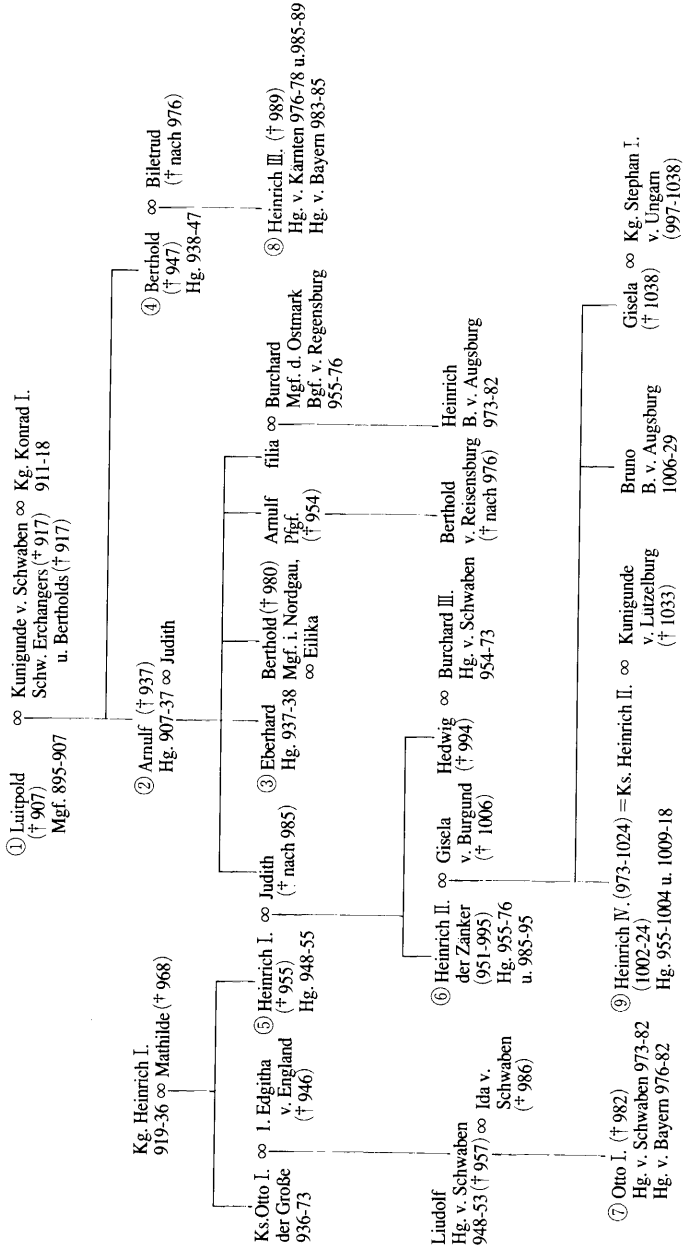 ① Luitpold
(† 907)
Mgf. 895-907
∞ Kunigunde v. Schwaben ∞ Kg. Konrad I.
Schw. Erchangers († 917) 911-18
u. Bertholds († 917)
Kg. Heinrich I.
919-36 ∞ Mathilde († 968)
② Arnulf († 937)
Hg. 907-37 ∞ Judith
④ Berthold ∞ Biletrud
(† 947) († nach 976)
Hg. 938-47
Ks. Otto I. ∞ 1. Edgitha
der Große v. England
936-73 († 946)
⑤ Heinrich I. ∞ Judith
(† 955) († nach 985)
Hg. 948-55
③ Eberhard
Hg. 937-38
Berthold († 980)
Mgf. i. Nordgau,
∞ Eilika
Arnulf
Pfgf.
(† 954)
filia ∞ Burchard
Mgf. d. Ostmark
Bgf. v. Regensburg
955-76
⑧ Heinrich III. († 989)
Hg. v. Kärnten 976-78 u. 985-89
Hg. v. Bayern 983-85
Liudolf
Hg. v. Schwaben
948-53 († 957) ∞ Ida v.
Schwaben
(† 986)
⑥ Heinrich II. ∞ Gisela
der Zänker v. Burgund
(951-995) († 1006)
Hg. 955-76
u. 985-95
Hedwig ∞ Burchard III.
(† 994) Hg. v. Schwaben
954-73
Berthold
v. Reisensburg
(† nach 976)
Heinrich
B. v. Augsburg
973-82
⑦ Otto I. († 982)
Hg. v. Schwaben 973-82
Hg. v. Bayern 976-82
⑨ Heinrich IV. (973-1024) = Ks. Heinrich II. ∞ Kunigunde
(1002-24) v. Lützelburg
Hg. 955-1004 u. 1009-18 († 1033)
Bruno
B. v. Augsburg
1006-29
Gisela ∞ Kg. Stephan I.
(† 1038) v. Ungarn
(997-1038)